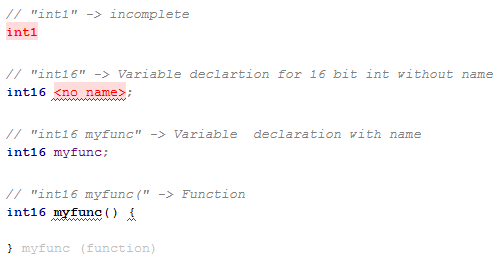 // "int1" -> incomplete
int1
// "int16" -> Variable declartion for 16 bit int without name
int16 <no name>;
// "int16 myfunc" -> Variable  declaration with name
int16 myfunc;
// "int16 myfunc(" -> Function
int16 myfunc() {
} myfunc (function)